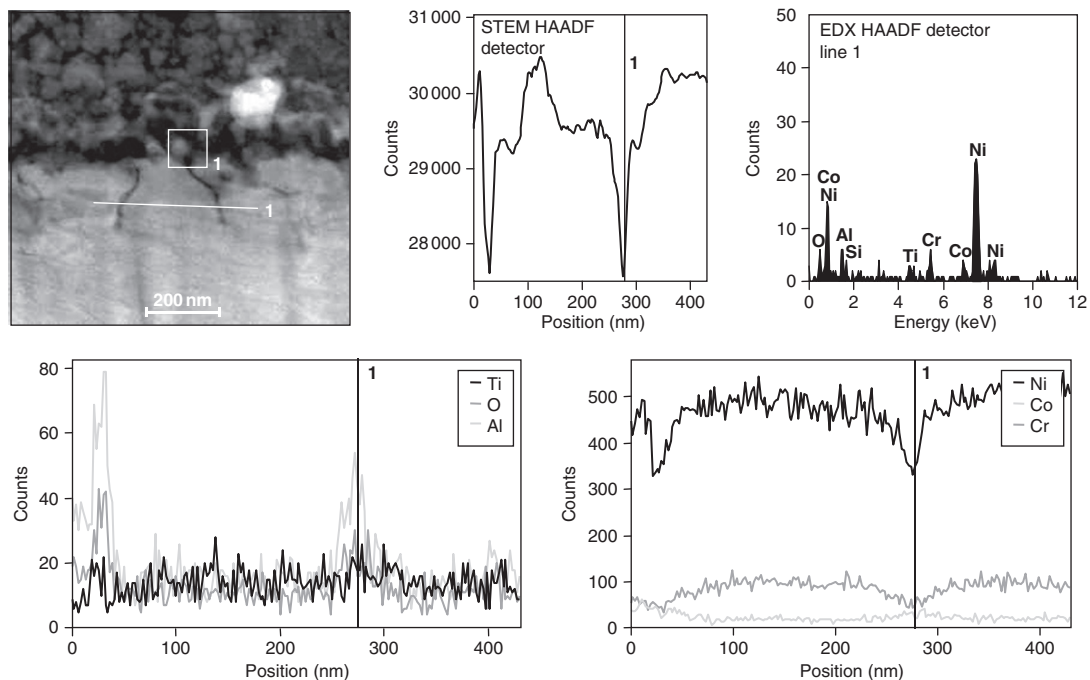 1
1
200 nm
STEM HAADF
detector
1
31 000
30 000
29 000
28 000
Counts
0 100 200 300 400
Position (nm)
EDX HAADF detector
line 1
50
40
30
20
10
0
Counts
O
Co
Ni
Al
Si
Ti
Cr
Co
Ni
Ni
0 2 4 6 8 10 12
Energy (keV)
80
60
40
20
0
Counts
1
Ti
O
Al
0 100 200 300 400
Position (nm)
500
400
300
200
100
0
Counts
1
Ni
Co
Cr
0 100 200 300 400
Position (nm)